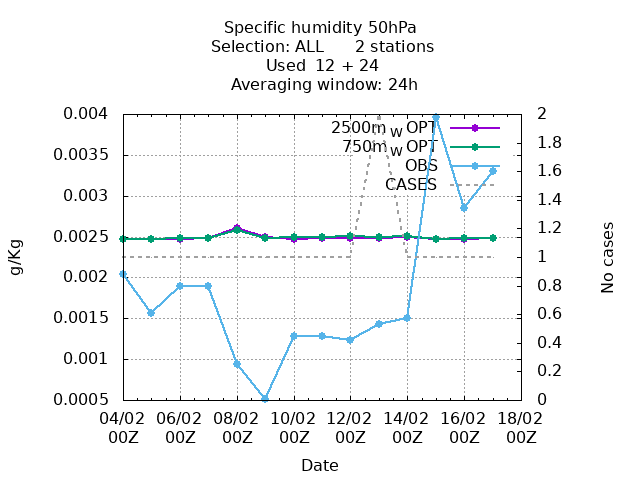 Specific humidity 50hPa
Selection: ALL 2 stations
Used 12 + 24
Averaging window: 24h
2500m_W OPT
750m_W OPT
OBS
CASES
g/Kg
0.004
0.0035
0.003
0.0025
0.002
0.0015
0.001
0.0005
2
1.8
1.6
1.4
1.2
1
0.8
0.6
0.4
0.2
0
No cases
04/02 06/02 08/02 10/02 12/02 14/02 16/02 18/02
00Z 00Z 00Z 00Z 00Z 00Z 00Z 00Z
Date